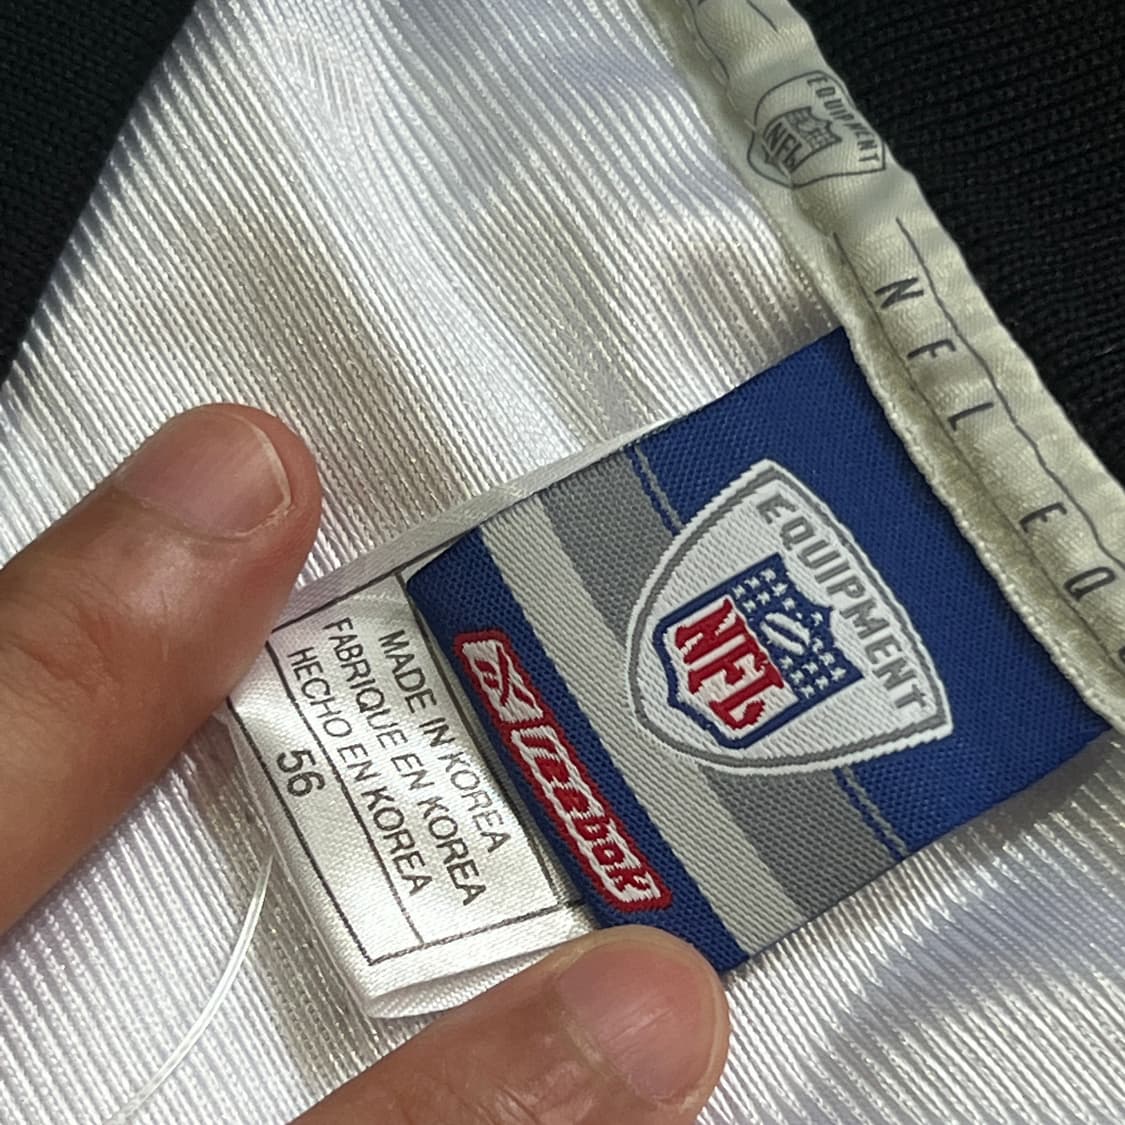 EQUIPMENT
NFL
NFL EQ
EQUIPMENT
NFL
Reebok
MADE IN KOREA
FABRIQUE EN KOREA
HECHO EN KOREA
56